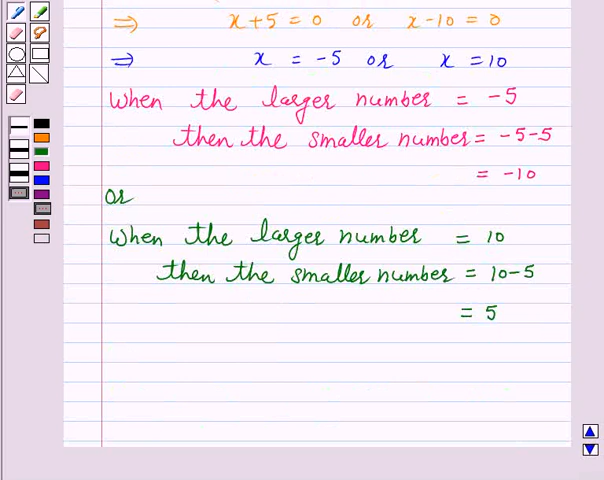 ⇒ x+5 = 0 or x-10 = 0
⇒ x = -5 or x = 10
When the larger number = -5
then the smaller number = -5-5
= -10
or
When the larger number = 10
then the smaller number = 10-5
= 5